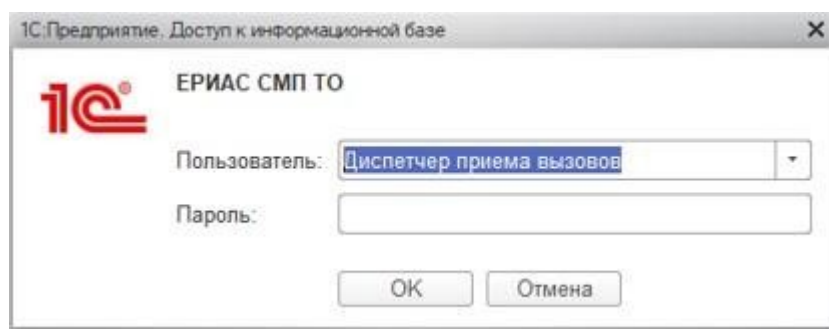 1С:Предприятие. Доступ к информационной базе
1С®
ЕРИАС СМП ТО
Пользователь: Диспетчер приема вызовов
Пароль:
OK Отмена